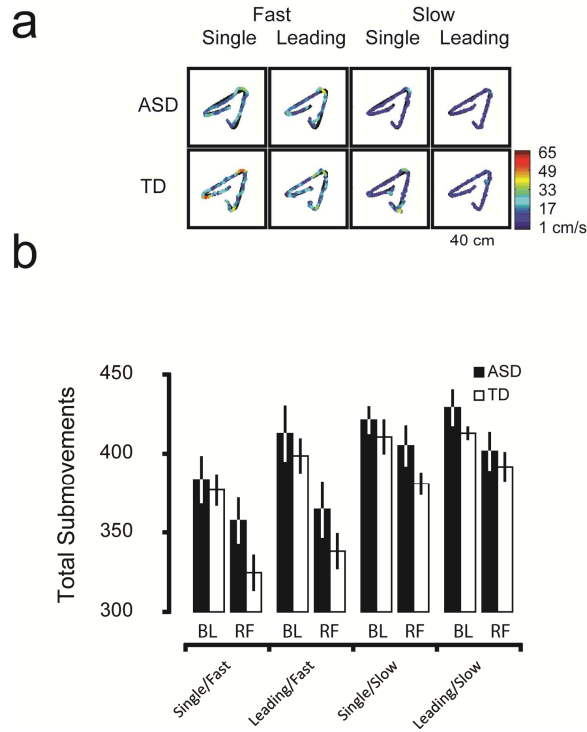 a
Fast Slow
Single Leading Single Leading
ASD
TD
65
49
33
17
1 cm/s
40 cm
b
Total Submovements
450
400
350
300
ASD
TD
BL RF BL RF BL RF BL RF
Single/Fast Leading/Fast Single/Slow Leading/Slow